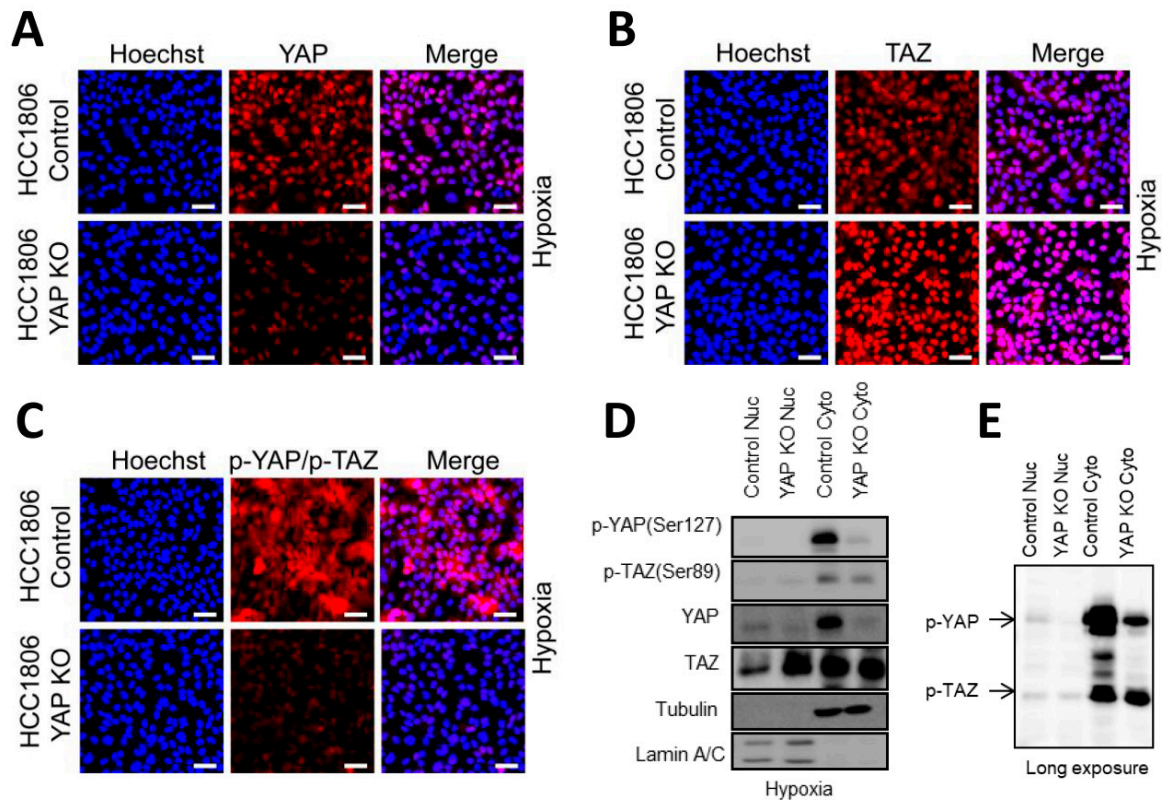 A
Hoechst YAP Merge
HCC1806
Control
HCC1806
YAP KO
Hypoxia
B
Hoechst TAZ Merge
HCC1806
Control
HCC1806
YAP KO
Hypoxia
C
Hoechst p-YAP/p-TAZ Merge
HCC1806
Control
HCC1806
YAP KO
Hypoxia
D
Control Nuc
YAP KO Nuc
Control Cyto
YAP KO Cyto
p-YAP(Ser127)
p-TAZ(Ser89)
YAP
TAZ
Tubulin
Lamin A/C
Hypoxia
E
Control Nuc
YAP KO Nuc
Control Cyto
YAP KO Cyto
p-YAP
p-TAZ
Long exposure